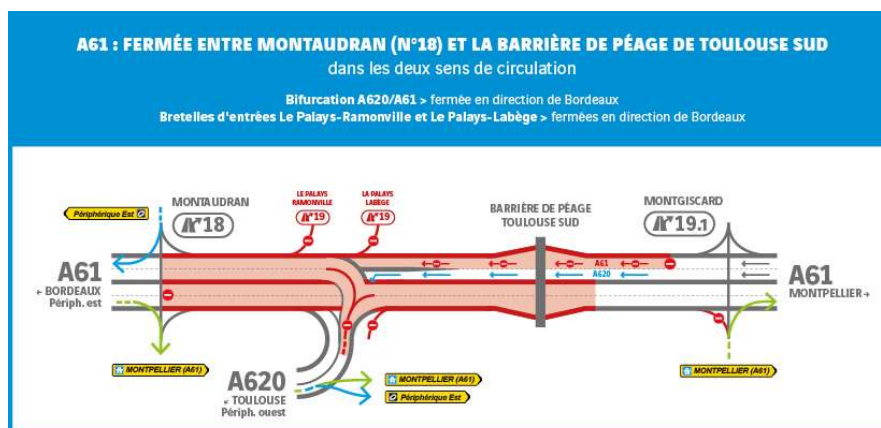 A61 : FERMÉE ENTRE MONTAUDRAN (N°18) ET LA BARRIÈRE DE PÉAGE DE TOULOUSE SUD
dans les deux sens de circulation
Bifurcation A620/A61 > fermée en direction de Bordeaux
Bretelles d'entrées Le Palays-Ramonville et Le Palays-Labège > fermées en direction de Bordeaux
Périphérique Est
MONTAUDRAN
18
LE PALAYS
RAMONVILLE
19
LA PALAYS
LABÈGE
19
BARRIÈRE DE PÉAGE
TOULOUSE SUD
MONTGISCARD
19.1
A61
← BORDEAUX
Périph. est
A61
A620
A61
MONTPELLIER →
MONTPELLIER (A61)
A620
↙ TOULOUSE
Périph. ouest
MONTPELLIER (A61)
Périphérique Est
MONTPELLIER (A61)